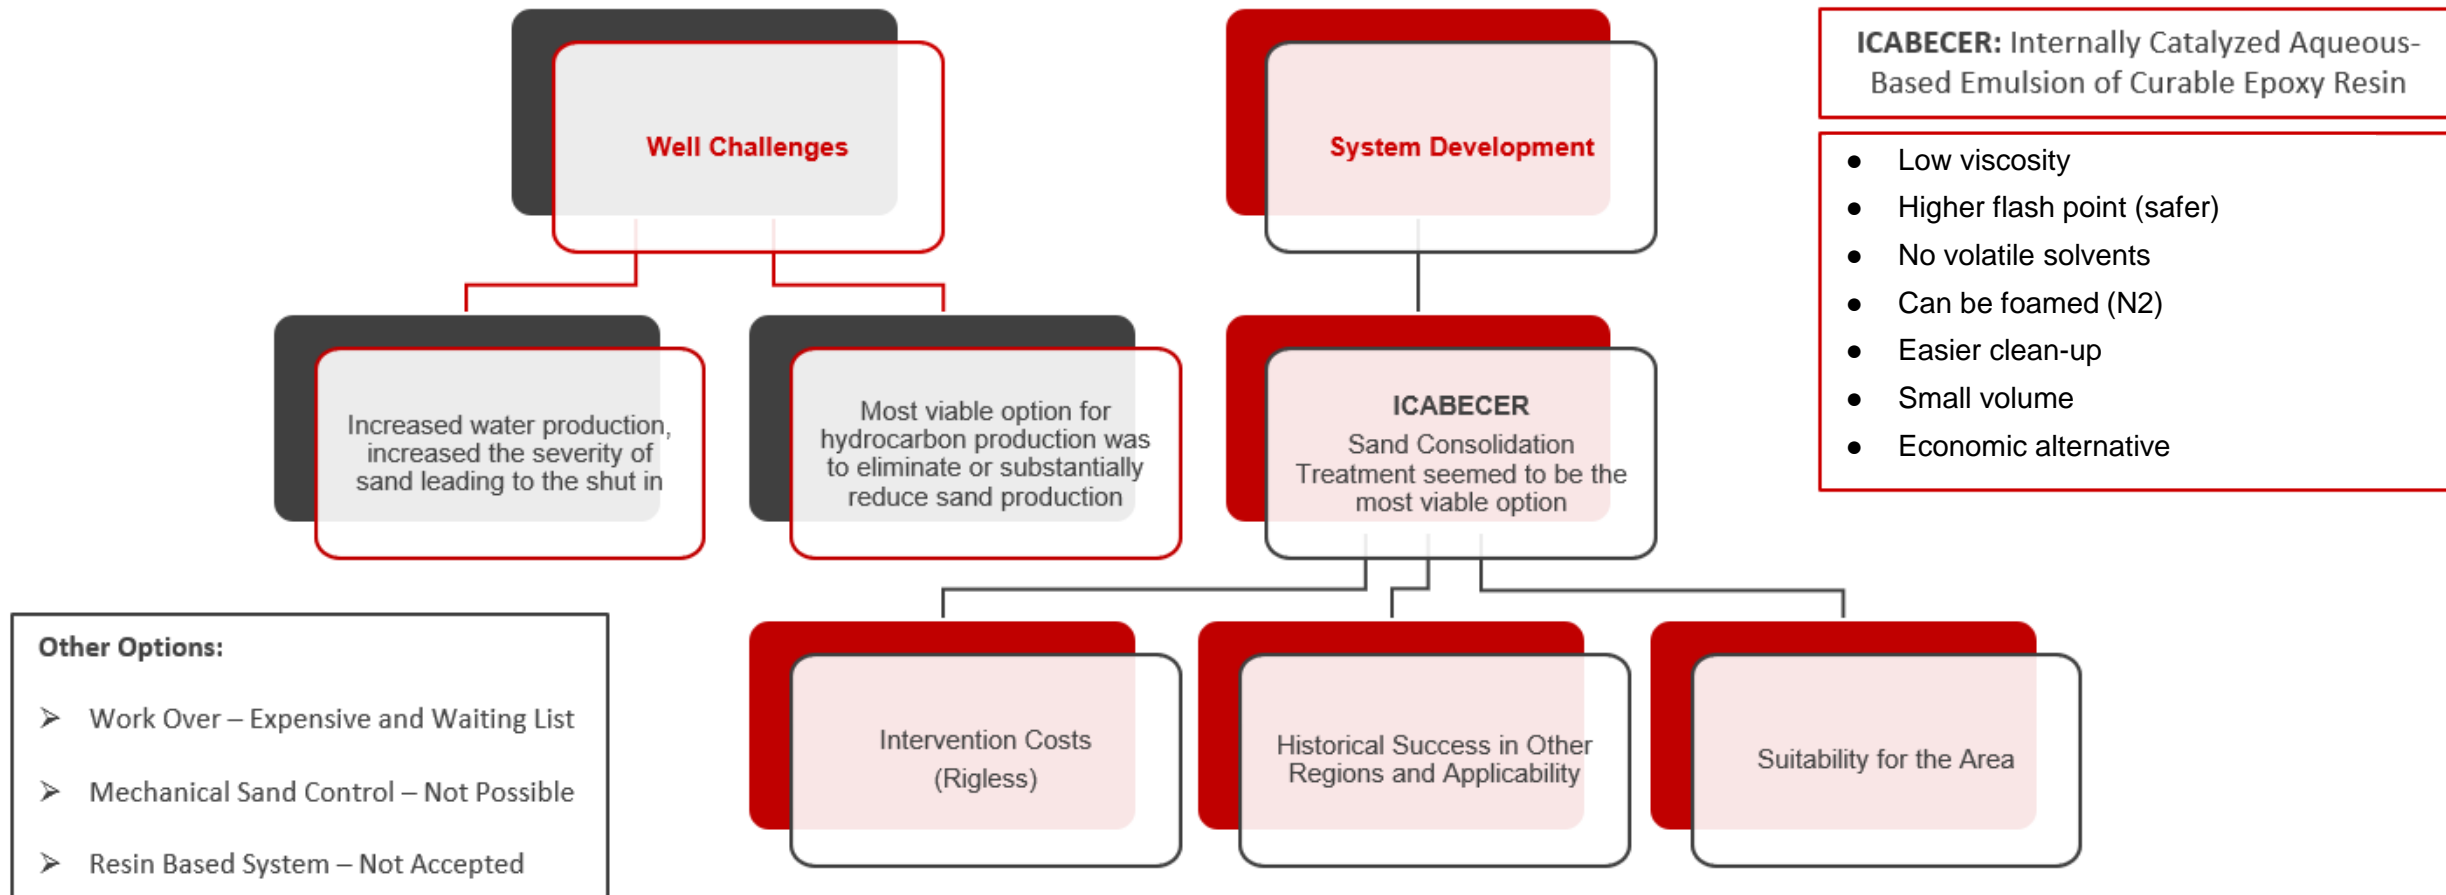 Well Challenges
System Development
ICABECER: Internally Catalyzed Aqueous-
Based Emulsion of Curable Epoxy Resin
● Low viscosity
● Higher flash point (safer)
● No volatile solvents
● Can be foamed (N2)
● Easier clean-up
● Small volume
● Economic alternative
Increased water production,
increased the severity of
sand leading to the shut in
Most viable option for
hydrocarbon production was
to eliminate or substantially
reduce sand production
ICABECER
Sand Consolidation
Treatment seemed to be the
most viable option
Other Options:
➢ Work Over – Expensive and Waiting List
➢ Mechanical Sand Control – Not Possible
➢ Resin Based System – Not Accepted
Intervention Costs
(Rigless)
Historical Success in Other
Regions and Applicability
Suitability for the Area